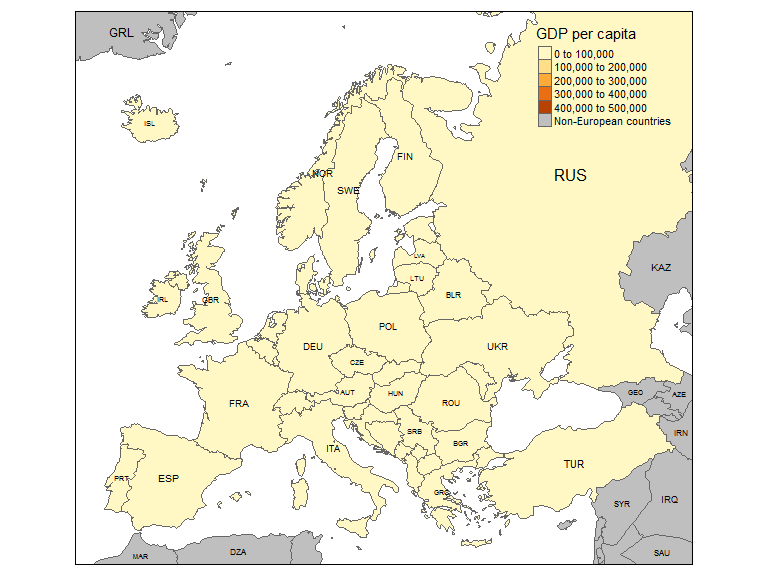 GRL
GDP per capita
0 to 100,000
100,000 to 200,000
200,000 to 300,000
300,000 to 400,000
400,000 to 500,000
Non-European countries
ISL
FIN
NOR
SWE
RUS
LVA
KAZ
LTU
BLR
IRL
GBR
POL
DEU
UKR
CZE
AUT
HUN
GEO
AZE
FRA
ROU
SRB
IRN
BGR
ITA
TUR
PRT
ESP
GRC
SYR
IRQ
MAR
DZA
SAU